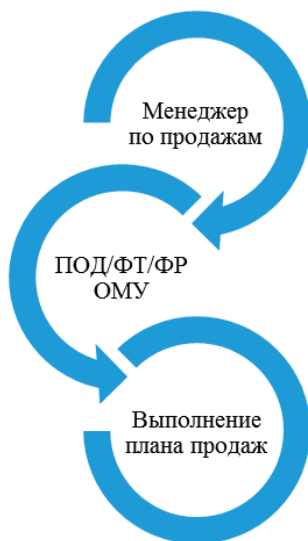 Менеджер
по продажам
ПОД/ФТ/ФР
ОМУ
Выполнение
плана продаж